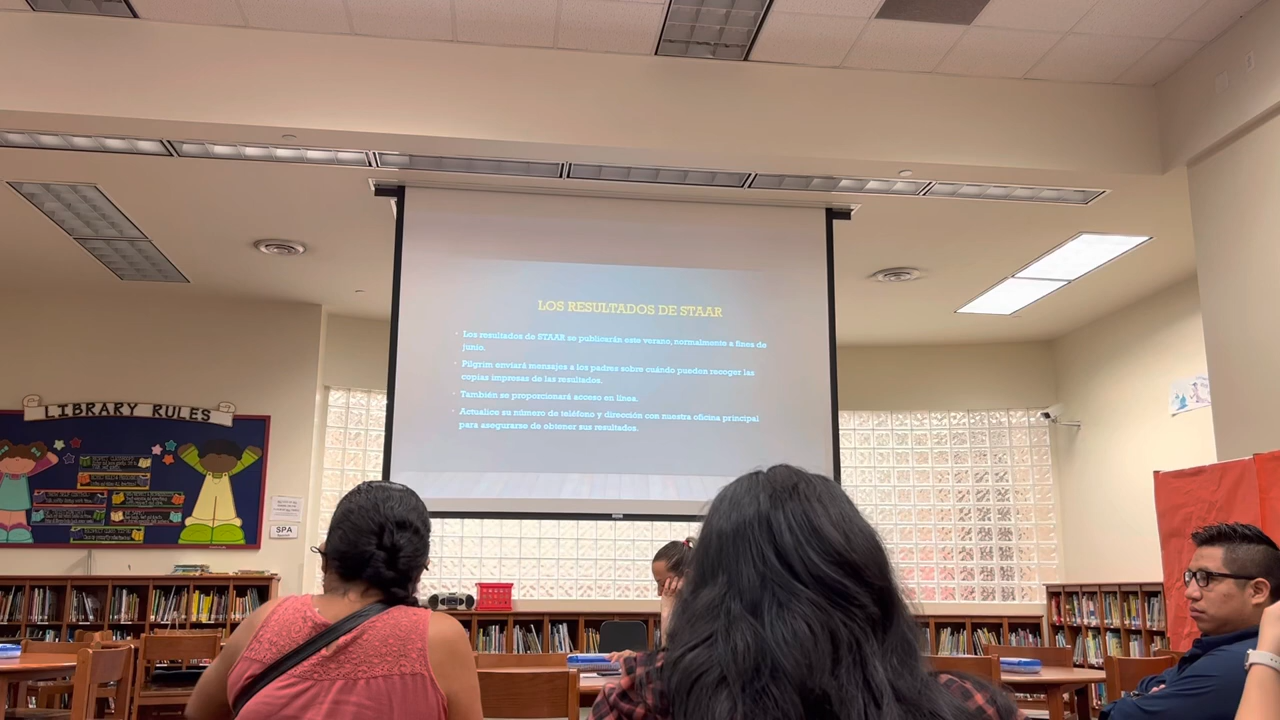 LOS RESULTADOS DE STAAR
Los resultados de STAAR se publicarán este verano, normalmente a fines de
junio.
Pilgrim enviará mensajes a los padres sobre cuándo pueden recoger las
copias impresas de las resultados.
También se proporcionará acceso en línea.
Actualice su número de teléfono y dirección con nuestra oficina principal
para asegurarse de obtener sus resultados.
LIBRARY RULES
SPA